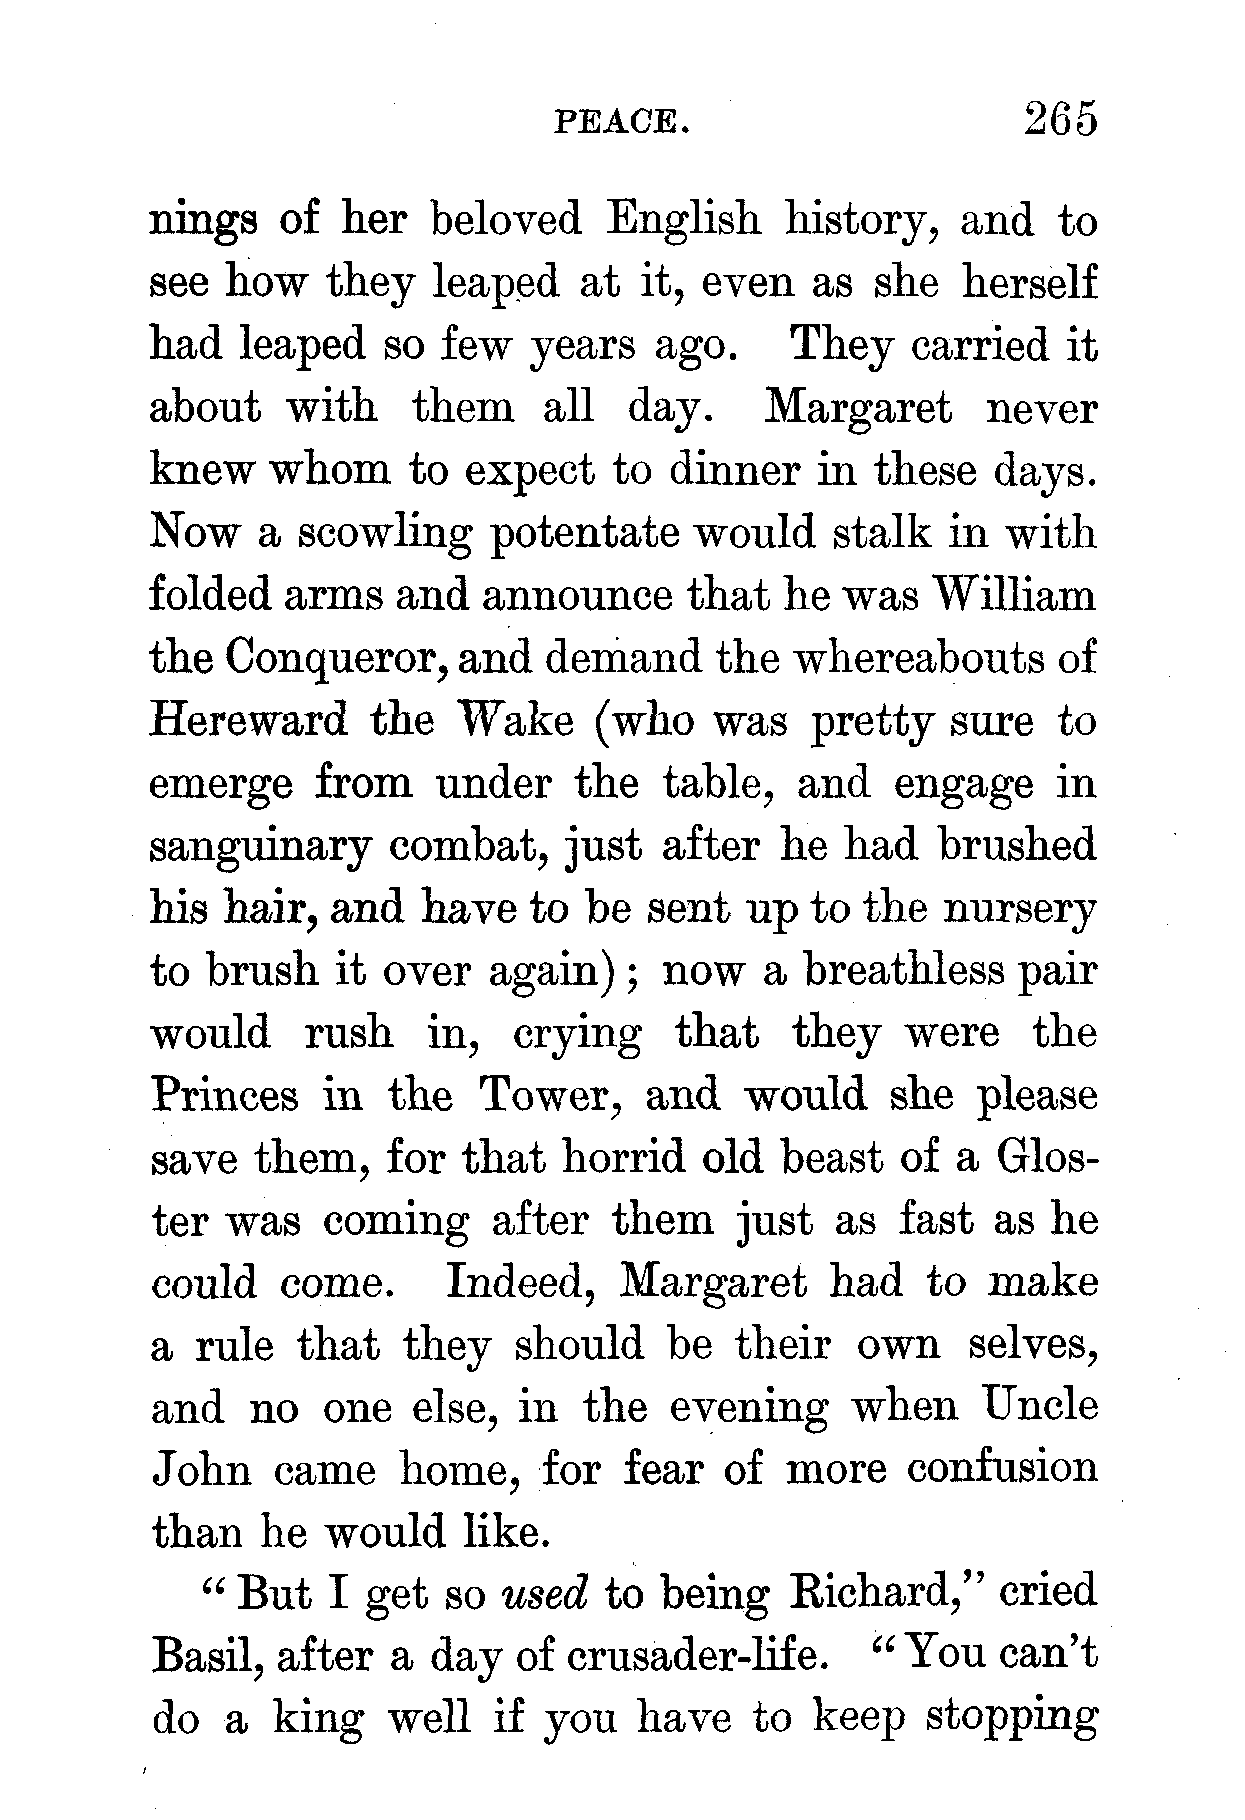 PEACE. 265
nings of her beloved English history, and to
see how they leaped at it, even as she herself
had leaped so few years ago. They carried it
about with them all day. Margaret never
knew whom to expect to dinner in these days.
Now a scowling potentate would stalk in with
folded arms and announce that he was William
the Conqueror, and demand the whereabouts of
Hereward the Wake (who was pretty sure to
emerge from under the table, and engage in
sanguinary combat, just after he had brushed
his hair, and have to be sent up to the nursery
to brush it over again); now a breathless pair
would rush in, crying that they were the
Princes in the Tower, and would she please
save them, for that horrid old beast of a Glos-
ter was coming after them just as fast as he
could come. Indeed, Margaret had to make
a rule that they should be their own selves,
and no one else, in the evening when Uncle
John came home, for fear of more confusion
than he would like.
“But I get so used to being Richard,” cried
Basil, after a day of crusader-life. “You can’t
do a king well if you have to keep stopping